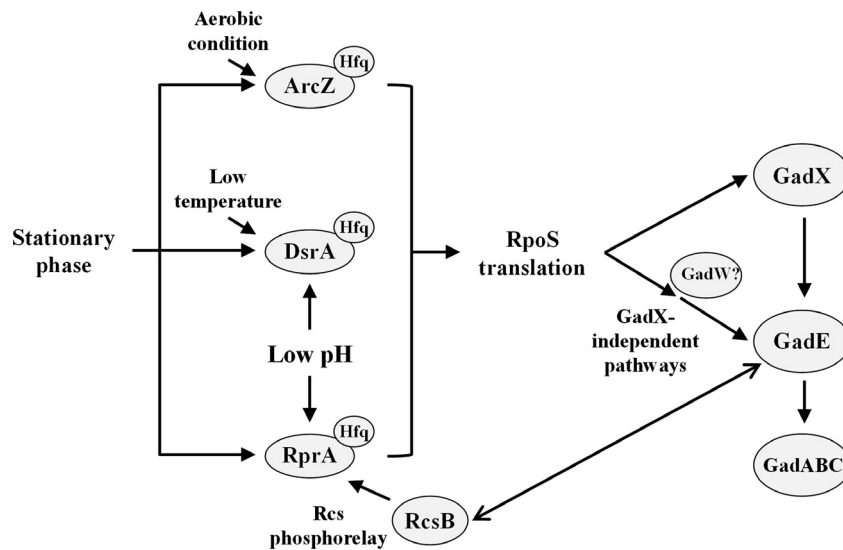 Aerobic
condition
Hfq
ArcZ
GadX
Low
temperature
Hfq
DsrA
Stationary
phase
RpoS
translation
GadW?
GadX-
independent
pathways
GadE
Low pH
Hfq
RprA
GadABC
Rcs
phosphorelay
RcsB